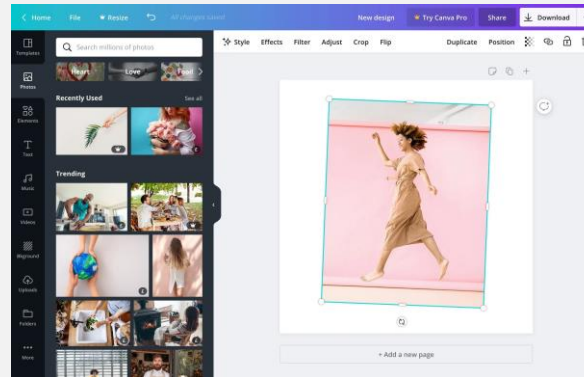 Home File Resize All changes saved New design Try Canva Pro Share Download
Search millions of photos
Style Effects Filter Adjust Crop Flip Duplicate Position
Templates
Heart Love Food
Photos
Recently Used See all
Elements
Text
Music
Trending
Videos
Bkground
Uploads
Folders
More
+ Add a new page